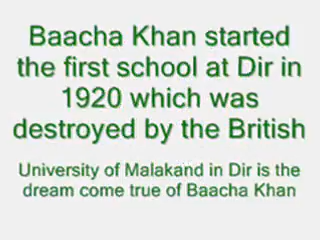 Baacha Khan started
the first school at Dir in
1920 which was
destroyed by the British
University of Malakand in Dir is the
dream come true of Baacha Khan